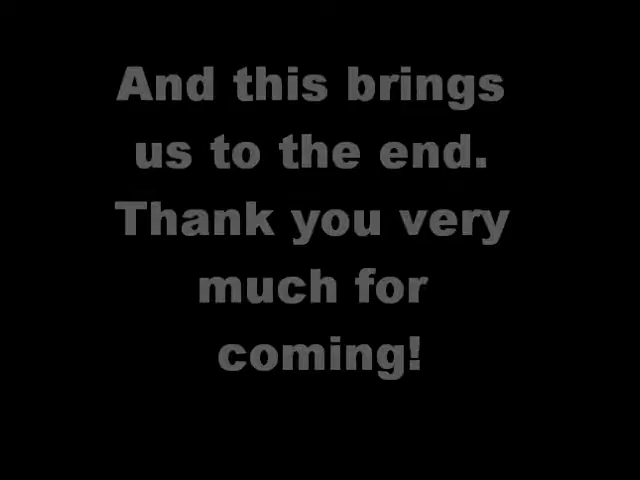 And this brings
us to the end.
Thank you very
much for
coming!